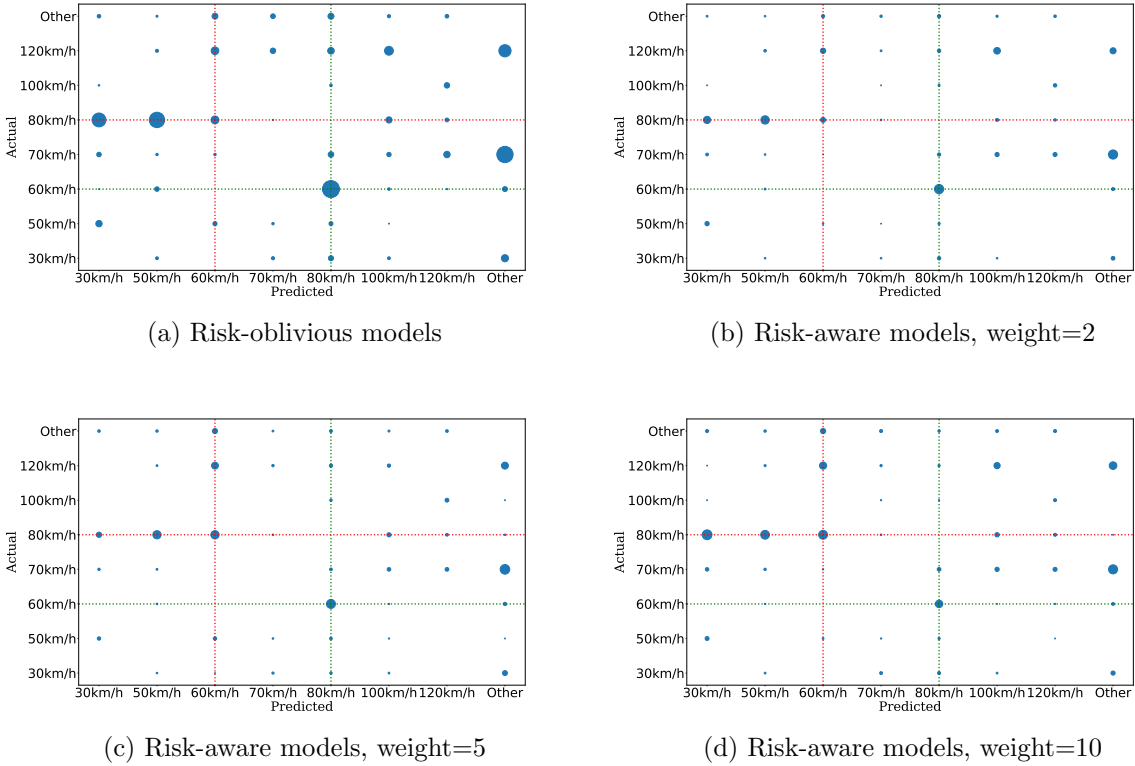 Other
120km/h
100km/h
80km/h
70km/h
60km/h
50km/h
30km/h
Actual
30km/h 50km/h 60km/h 70km/h 80km/h 100km/h 120km/h Other
Predicted
(a) Risk-oblivious models
Other
120km/h
100km/h
80km/h
70km/h
60km/h
50km/h
30km/h
Actual
30km/h 50km/h 60km/h 70km/h 80km/h 100km/h 120km/h Other
Predicted
(b) Risk-aware models, weight=2
Other
120km/h
100km/h
80km/h
70km/h
60km/h
50km/h
30km/h
Actual
30km/h 50km/h 60km/h 70km/h 80km/h 100km/h 120km/h Other
Predicted
(c) Risk-aware models, weight=5
Other
120km/h
100km/h
80km/h
70km/h
60km/h
50km/h
30km/h
Actual
30km/h 50km/h 60km/h 70km/h 80km/h 100km/h 120km/h Other
Predicted
(d) Risk-aware models, weight=10